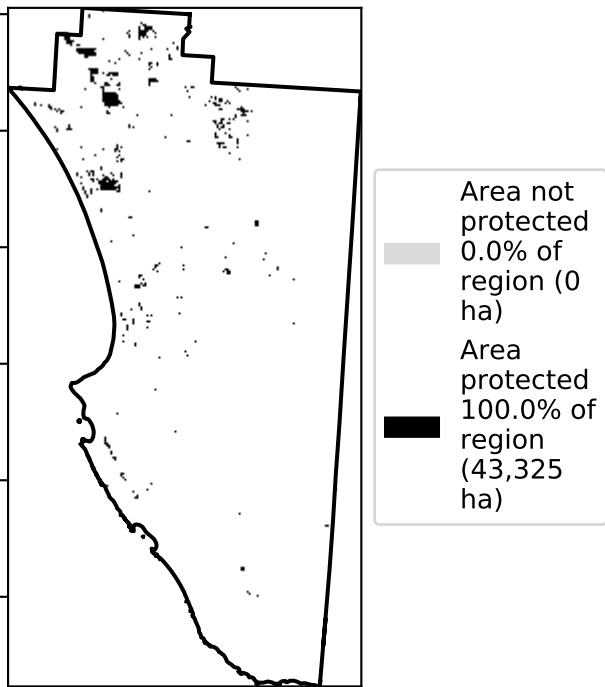 Area not
protected
0.0% of
region (0
ha)
Area
protected
100.0% of
region
(43,325
ha)